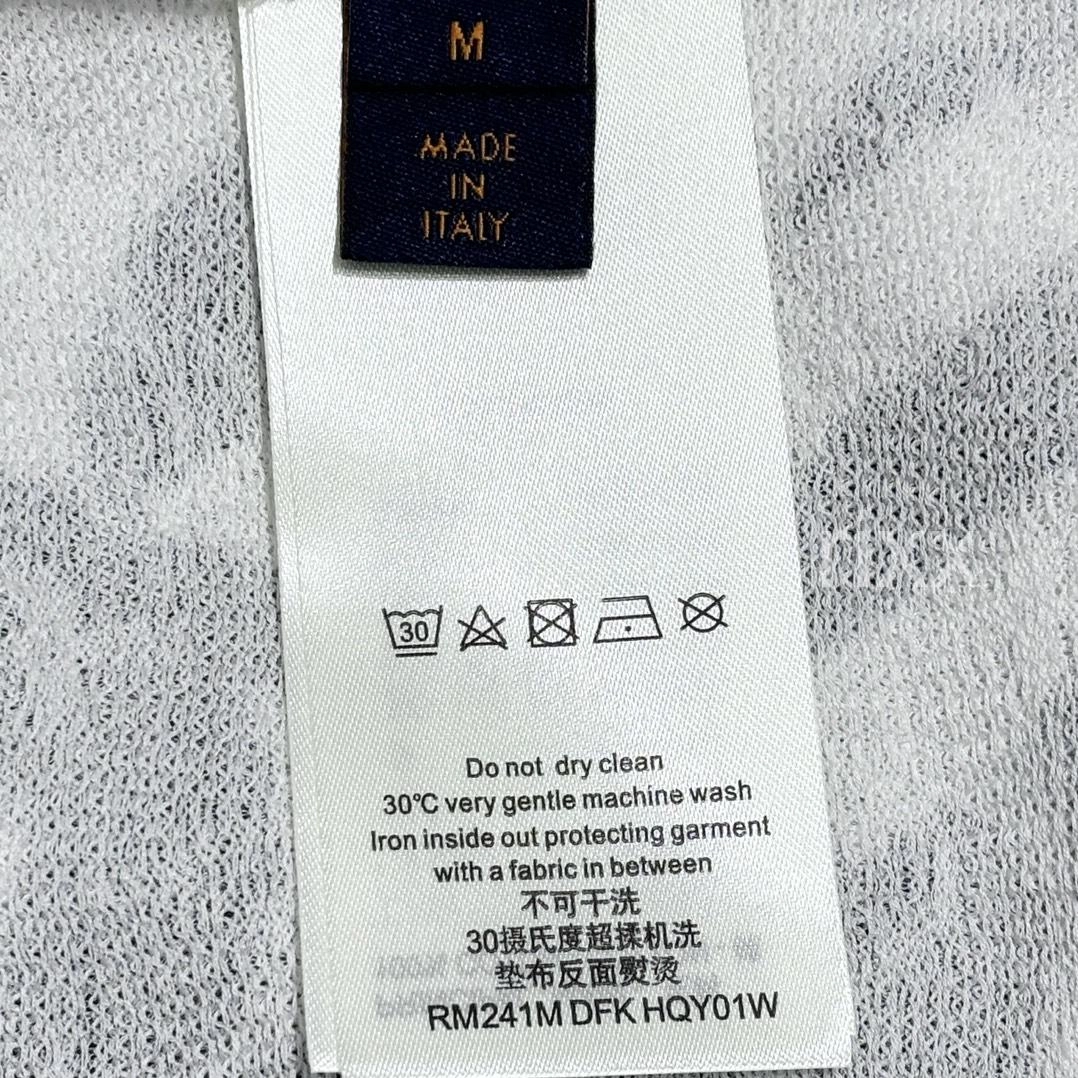 M
MADE
IN
ITALY
30
Do not dry clean
30°C very gentle machine wash
Iron inside out protecting garment
with a fabric in between
不可干洗
30摄氏度超揉机洗
垫布反面熨烫
RM241M DFK HQY01W